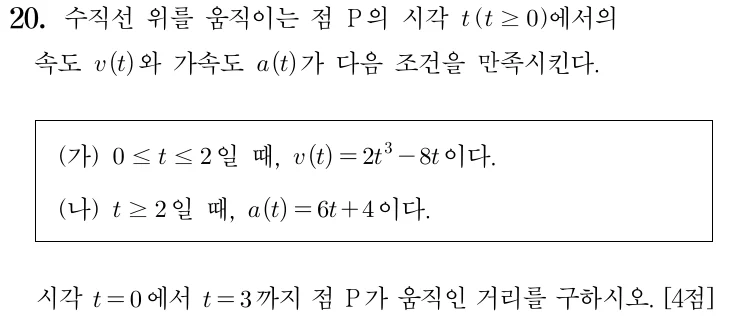 20. 수직선 위를 움직이는 점 P의 시각 t(t ≥ 0)에서의
속도 v(t)와 가속도 a(t)가 다음 조건을 만족시킨다.
(가) 0 ≤ t ≤ 2일 때, v(t) = 2t³ − 8t이다.
(나) t ≥ 2일 때, a(t) = 6t + 4이다.
시각 t = 0에서 t = 3까지 점 P가 움직인 거리를 구하시오. [4점]